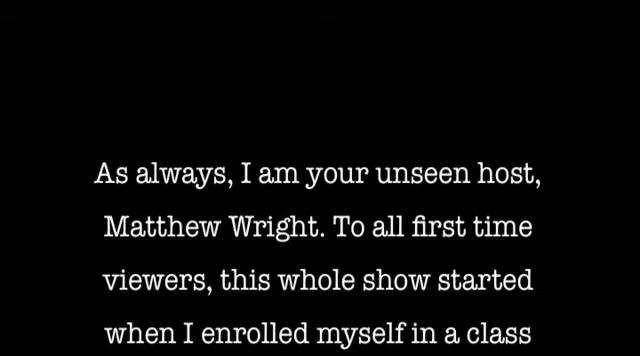 As always, I am your unseen host,
Matthew Wright. To all first time
viewers, this whole show started
when I enrolled myself in a class